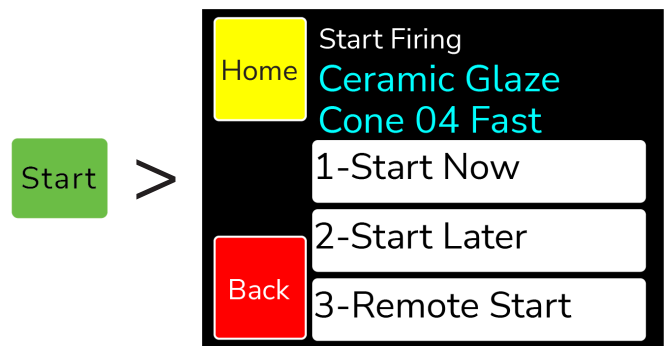 Start
>
Home
Start Firing
Ceramic Glaze
Cone 04 Fast
1-Start Now
2-Start Later
Back
3-Remote Start